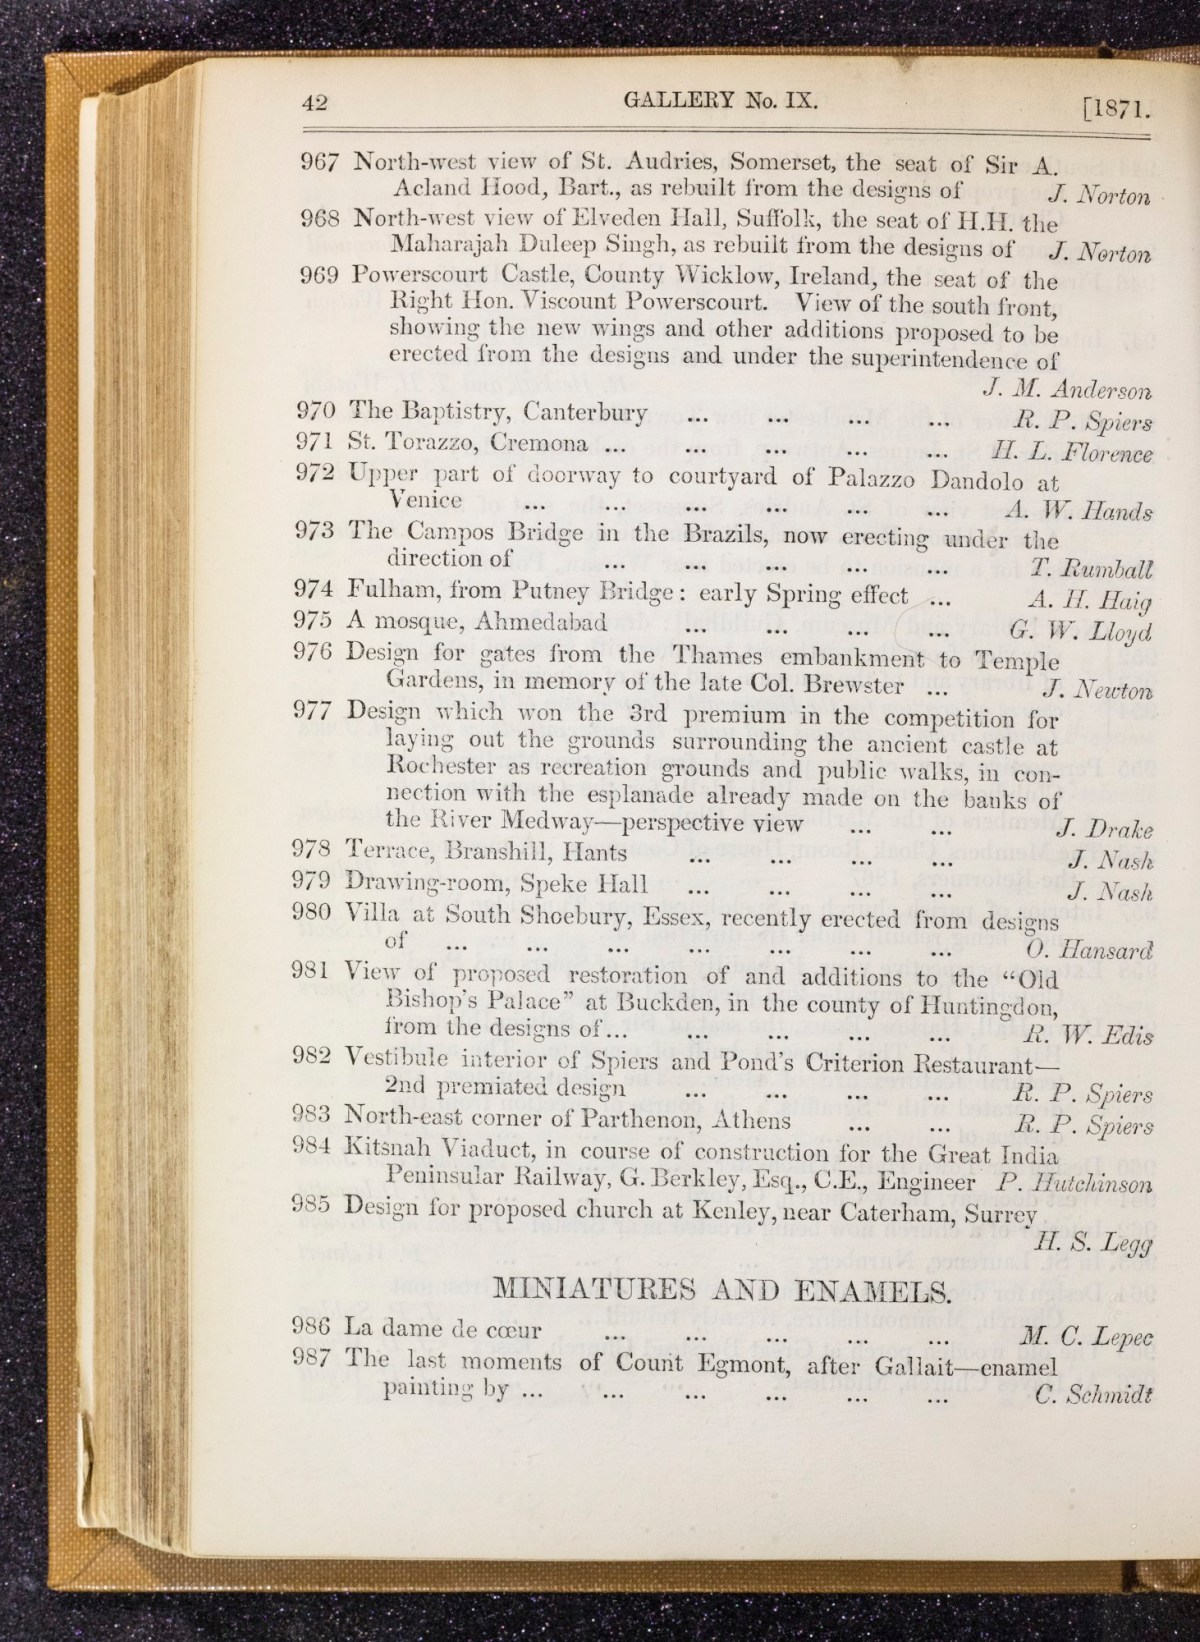 42 GALLERY No. IX. [1871.
967 North-west view of St. Audries, Somerset, the seat of Sir A.
Acland Hood, Bart., as rebuilt from the designs of J. Norton
968 North-west view of Elveden Hall, Suffolk, the seat of H.H. the
Maharajah Duleep Singh, as rebuilt from the designs of J. Norton
969 Powerscourt Castle, County Wicklow, Ireland, the seat of the
Right Hon. Viscount Powerscourt. View of the south front,
showing the new wings and other additions proposed to be
erected from the designs and under the superintendence of
J. M. Anderson
970 The Baptistry, Canterbury ... ... ... ... R. P. Spiers
971 St. Torazzo, Cremona ... ... ... ... ... H. L. Florence
972 Upper part of doorway to courtyard of Palazzo Dandolo at
Venice ... ... ... ... ... ... A. W. Hands
973 The Campos Bridge in the Brazils, now erecting under the
direction of ... ... ... ... ... T. Rumball
974 Fulham, from Putney Bridge: early Spring effect ... A. H. Haig
975 A mosque, Ahmedabad ... ... ... ... G. W. Lloyd
976 Design for gates from the Thames embankment to Temple
Gardens, in memory of the late Col. Brewster ... J. Newton
977 Design which won the 3rd premium in the competition for
laying out the grounds surrounding the ancient castle at
Rochester as recreation grounds and public walks, in con-
nection with the esplanade already made on the banks of
the River Medway—perspective view ... ... J. Drake
978 Terrace, Branshill, Hants ... ... ... ... J. Nash
979 Drawing-room, Speke Hall ... ... ... ... J. Nash
980 Villa at South Shoebury, Essex, recently erected from designs
of ... ... ... ... ... ... ... O. Hansard
981 View of proposed restoration of and additions to the “Old
Bishop's Palace” at Buckden, in the county of Huntingdon,
from the designs of... ... ... ... ... R. W. Edis
982 Vestibule interior of Spiers and Pond's Criterion Restaurant—
2nd premiated design ... ... ... ... R. P. Spiers
983 North-east corner of Parthenon, Athens ... ... R. P. Spiers
984 Kitsnah Viaduct, in course of construction for the Great India
Peninsular Railway, G. Berkley, Esq., C.E., Engineer P. Hutchinson
985 Design for proposed church at Kenley, near Caterham, Surrey
H. S. Legg
MINIATURES AND ENAMELS.
986 La dame de cœur ... ... ... ... ... M. C. Lepec
987 The last moments of Count Egmont, after Gallait—enamel
painting by ... ... ... ... ... ... C. Schmidt